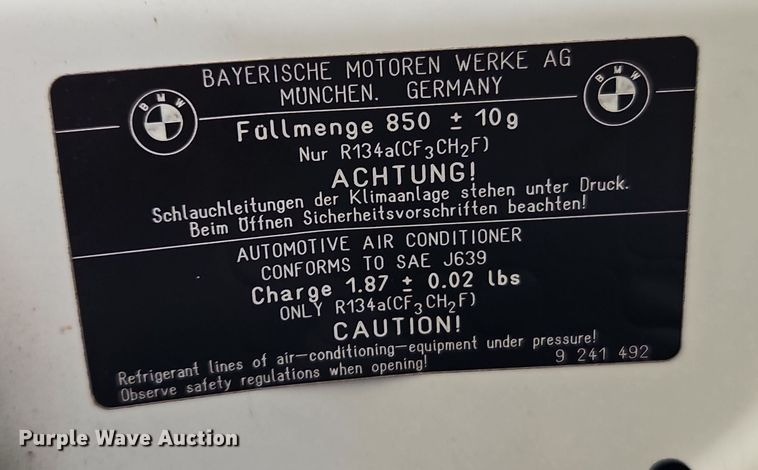 BAYERISCHE MOTOREN WERKE AG
MÜNCHEN. GERMANY
BMW
BMW
Füllmenge 850 ± 10g
Nur R134a(CF3CH2F)
ACHTUNG!
Schlauchleitungen der Klimaanlage stehen unter Druck.
Beim Öffnen Sicherheitsvorschriften beachten!
AUTOMOTIVE AIR CONDITIONER
CONFORMS TO SAE J639
Charge 1.87 ± 0.02 lbs
ONLY R134a(CF3CH2F)
CAUTION!
Refrigerant lines of air-conditioning-equipment under pressure!
Observe safety regulations when opening!
9 241 492
Purple Wave Auction